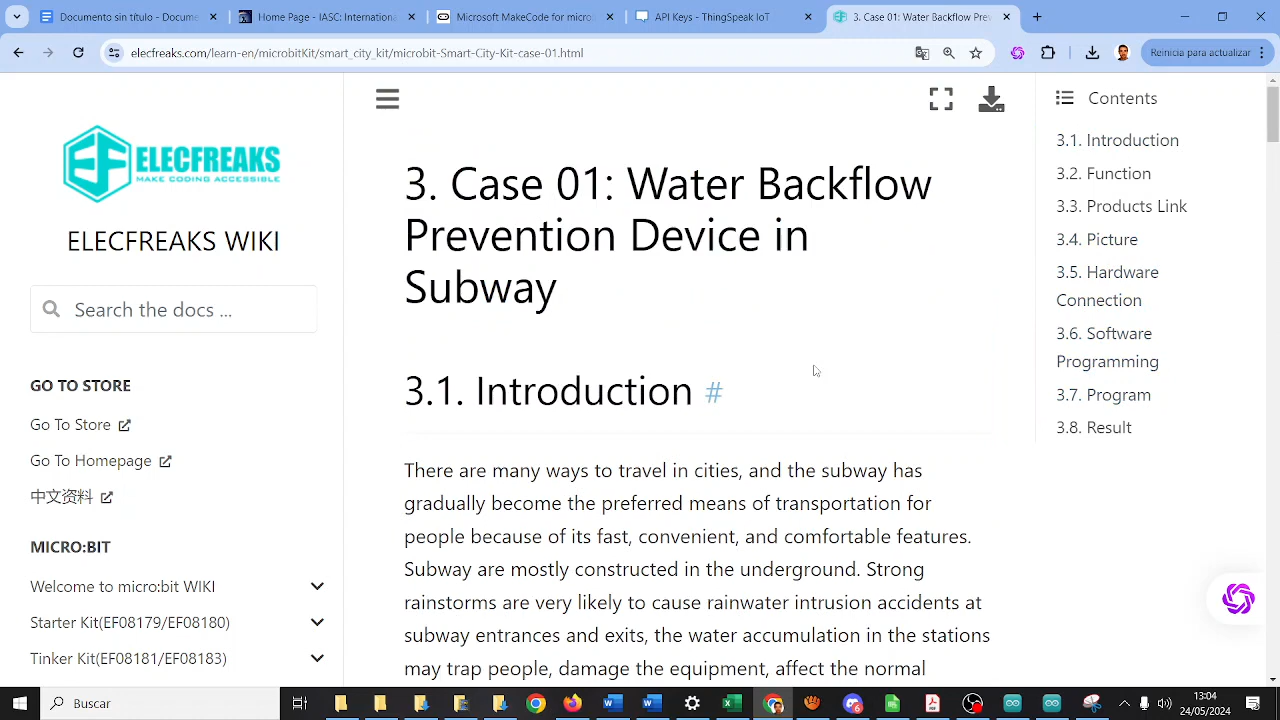 Documento sin título - Docum
Home Page - IASC: Internationa
Microsoft MakeCode for micro:
API Keys - ThingSpeak IoT
3. Case 01: Water Backflow Pre
elecfreaks.com/learn-en/microbitKit/smart_city_kit/microbit-Smart-City-Kit-case-01.html
Reinicia para actualizar
ELECFREAKS
MAKE CODING ACCESSIBLE
ELECFREAKS WIKI
Search the docs ...
GO TO STORE
Go To Store
Go To Homepage
中文资料
MICRO:BIT
Welcome to micro:bit WIKI
Starter Kit(EF08179/EF08180)
Tinker Kit(EF08181/EF08183)
3. Case 01: Water Backflow
Prevention Device in
Subway
3.1. Introduction #
There are many ways to travel in cities, and the subway has
gradually become the preferred means of transportation for
people because of its fast, convenient, and comfortable features.
Subway are mostly constructed in the underground. Strong
rainstorms are very likely to cause rainwater intrusion accidents at
subway entrances and exits, the water accumulation in the stations
may trap people, damage the equipment, affect the normal
Contents
3.1. Introduction
3.2. Function
3.3. Products Link
3.4. Picture
3.5. Hardware
Connection
3.6. Software
Programming
3.7. Program
3.8. Result
Buscar
13:04
24/05/2024